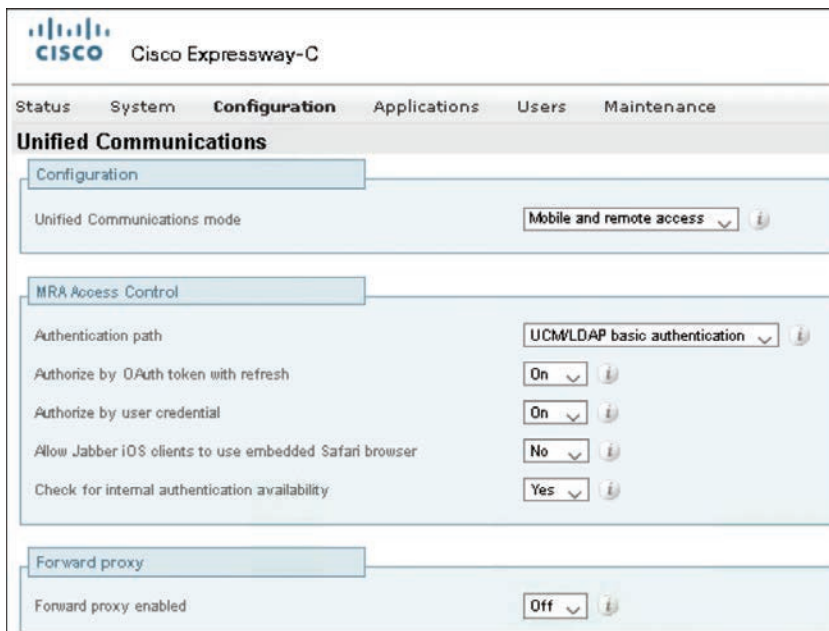 CISCO Cisco Expressway-C
Status System Configuration Applications Users Maintenance
Unified Communications
Configuration
Unified Communications mode Mobile and remote access i
MRA Access Control
Authentication path UCM/LDAP basic authentication i
Authorize by OAuth token with refresh On i
Authorize by user credential On i
Allow Jabber iOS clients to use embedded Safari browser No i
Check for internal authentication availability Yes i
Forward proxy
Forward proxy enabled Off i